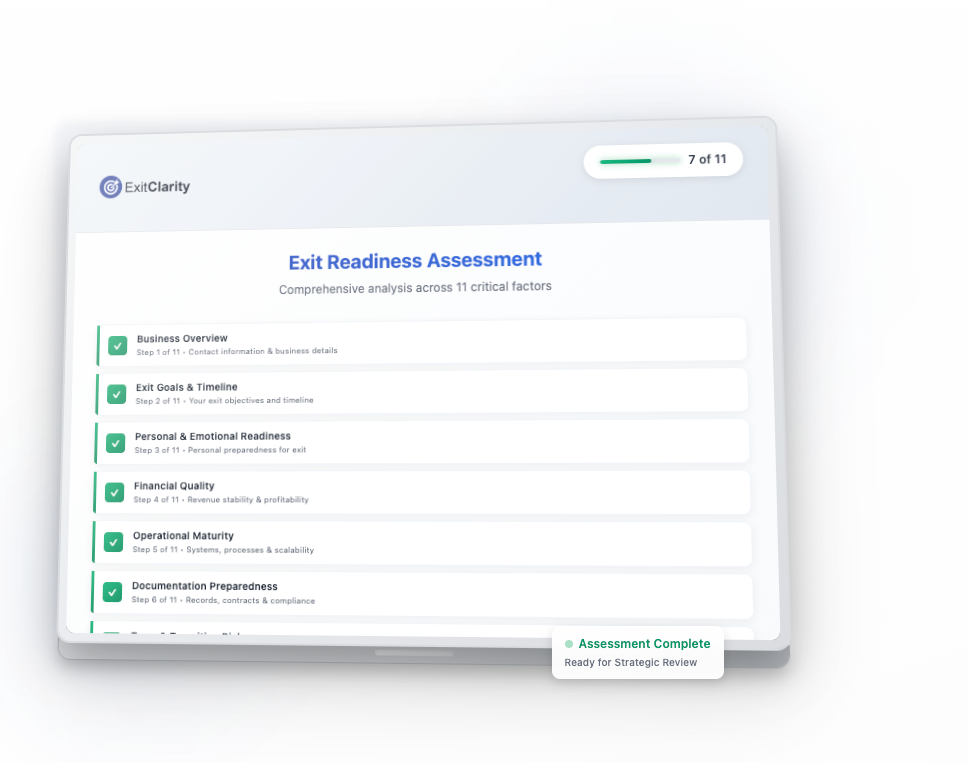 7 of 11
ExitClarity
Exit Readiness Assessment
Comprehensive analysis across 11 critical factors
Business Overview
Step 1 of 11 • Contact information & business details
Exit Goals & Timeline
Step 2 of 11 • Your exit objectives and timeline
Personal & Emotional Readiness
Step 3 of 11 • Personal preparedness for exit
Financial Quality
Step 4 of 11 • Revenue stability & profitability
Operational Maturity
Step 5 of 11 • Systems, processes & scalability
Documentation Preparedness
Step 6 of 11 • Records, contracts & compliance
Assessment Complete
Ready for Strategic Review